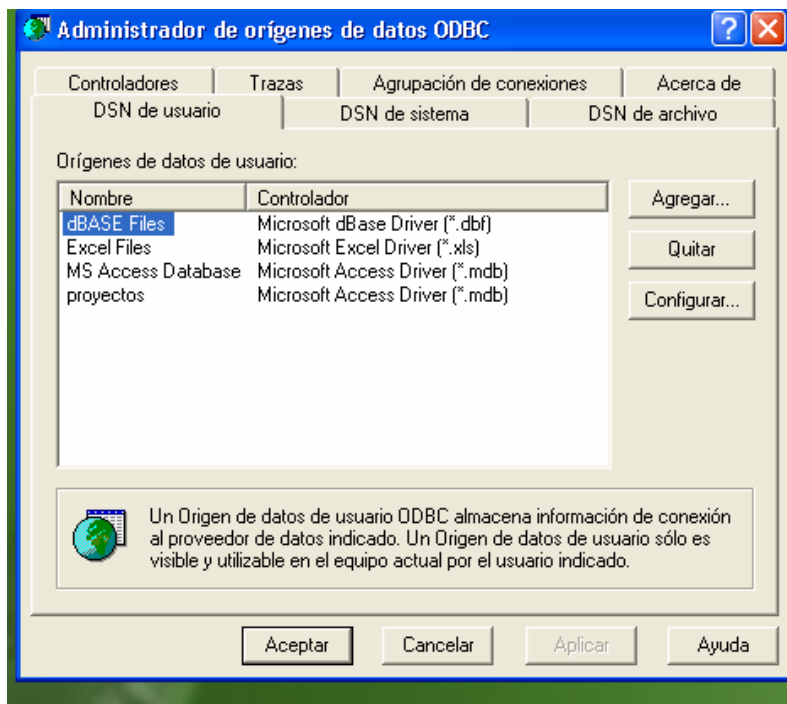 Administrador de orígenes de datos ODBC
Controladores Trazas Agrupación de conexiones Acerca de
DSN de usuario DSN de sistema DSN de archivo
Orígenes de datos de usuario:
Nombre Controlador
dBASE Files Microsoft dBase Driver (*.dbf)
Excel Files Microsoft Excel Driver (*.xls)
MS Access Database Microsoft Access Driver (*.mdb)
proyectos Microsoft Access Driver (*.mdb)
Agregar...
Quitar
Configurar...
Un Origen de datos de usuario ODBC almacena información de conexión
al proveedor de datos indicado. Un Origen de datos de usuario sólo es
visible y utilizable en el equipo actual por el usuario indicado.
Aceptar Cancelar Aplicar Ayuda